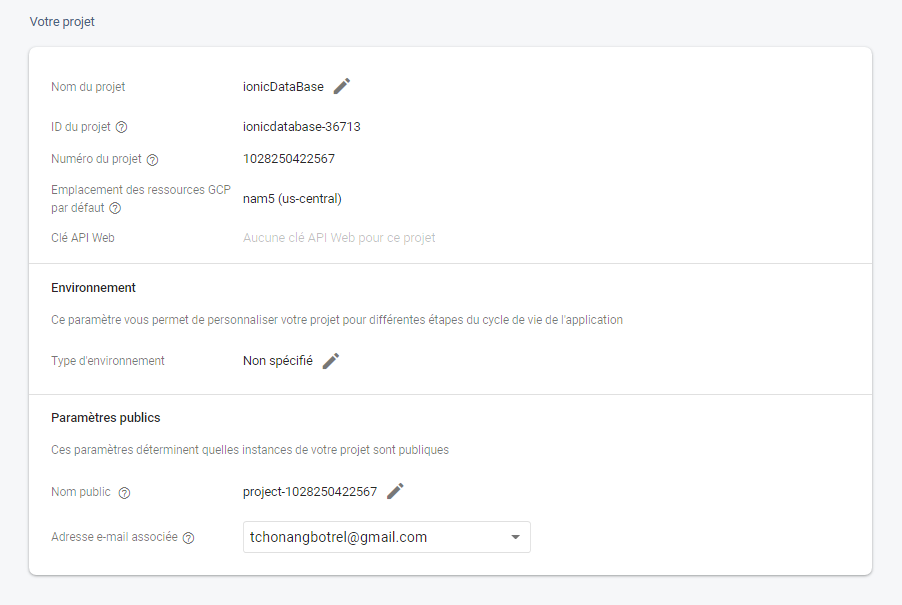 Votre projet
Nom du projet
ionicDataBase
ID du projet
ionicdatabase-36713
Numéro du projet
1028250422567
Emplacement des ressources GCP
par défaut
nam5 (us-central)
Clé API Web
Aucune clé API Web pour ce projet
Environnement
Ce paramètre vous permet de personnaliser votre projet pour différentes étapes du cycle de vie de l'application
Type d'environnement
Non spécifié
Paramètres publics
Ces paramètres déterminent quelles instances de votre projet sont publiques
Nom public
project-1028250422567
Adresse e-mail associée
tchonangbotrel@gmail.com